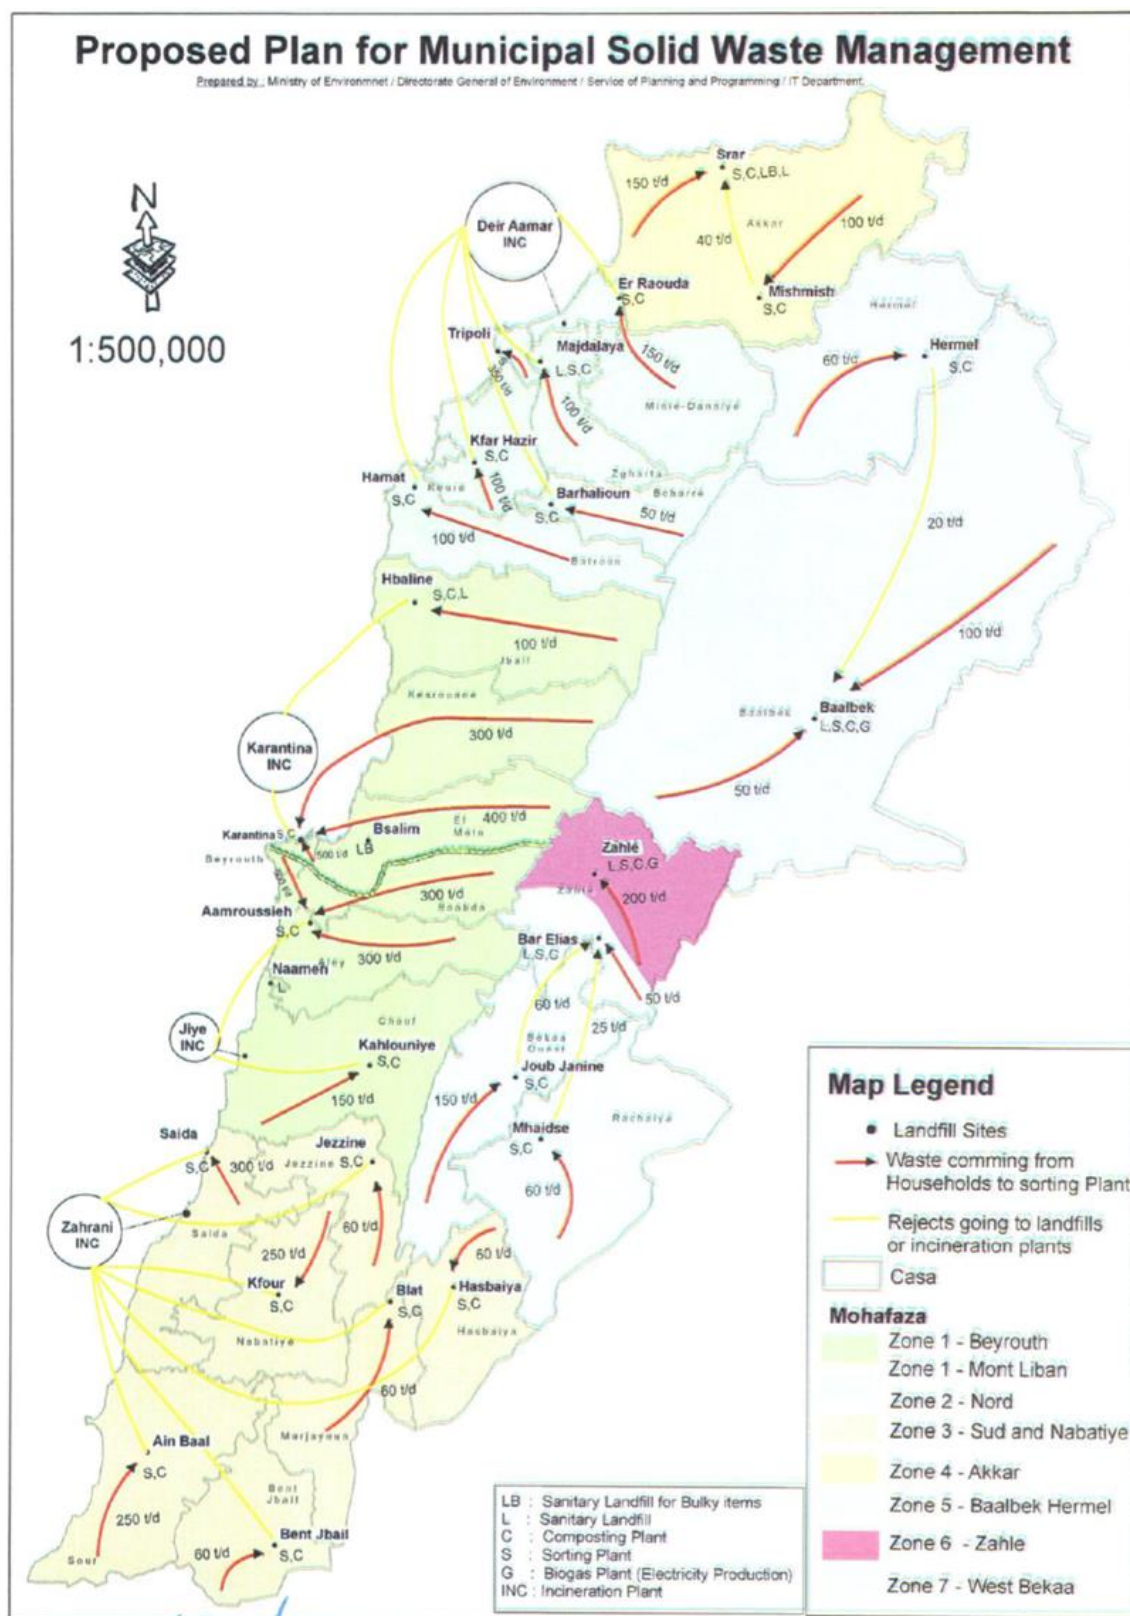 Proposed Plan for Municipal Solid Waste Management
Prepared by : Ministry of Environmnet / Directorate General of Environment / Service of Planning and Programming / IT Department.
N
1:500,000
Srar
S,C,LB,L
150 t/d
Akkar
40 t/d
100 t/d
Mishmish
S,C
Deir Aamar
INC
Er Raouda
S,C
150 t/d
Tripoli
S
350 t/d
Majdalaya
L,S,C
100 t/d
Minié-Danniyé
Hermel
Hermel
S,C
60 t/d
20 t/d
Kfar Hazir
S,C
100 t/d
Koura
Hamat
S,C
100 t/d
Zgharta
Bcharré
Barhalioun
S,C
50 t/d
Batroun
Hbaline
S,C,L
100 t/d
Jbail
Kesrouane
300 t/d
100 t/d
Baalbek
Baalbek
L,S,C,G
50 t/d
Karantina
INC
Karantina S,C
Beyrouth
400 t/d
El Metn
Bsalim
LB
500 t/d
300 t/d
Baabda
Aamroussieh
S,C
300 t/d
Aley
Zahlé
L,S,C,G
Zahlé
200 t/d
Bar Elias
L,S,C
50 t/d
60 t/d
25 t/d
Naameh
L
Chouf
Jiye
INC
Kahlouniye
S,C
150 t/d
Békaa
Ouest
Joub Janine
S,C
150 t/d
Mhaidse
S,C
60 t/d
Rachaiya
Saida
S,C
300 t/d
Jezzine
Jezzine
S,C
60 t/d
Zahrani
INC
Saida
250 t/d
Kfour
S,C
Nabatiye
Blat
S,C
60 t/d
Hasbaiya
S,C
Hasbaiya
60 t/d
Marjayoun
Ain Baal
S,C
250 t/d
Sour
Bent
Jbail
Bent Jbail
S,C
60 t/d
Map Legend
Landfill Sites
Waste comming from
Households to sorting Plant
Rejects going to landfills
or incineration plants
Casa
Mohafaza
Zone 1 - Beyrouth
Zone 1 - Mont Liban
Zone 2 - Nord
Zone 3 - Sud and Nabatiye
Zone 4 - Akkar
Zone 5 - Baalbek Hermel
Zone 6 - Zahle
Zone 7 - West Bekaa
LB : Sanitary Landfill for Bulky items
L : Sanitary Landfill
C : Composting Plant
S : Sorting Plant
G : Biogas Plant (Electricity Production)
INC : Incineration Plant